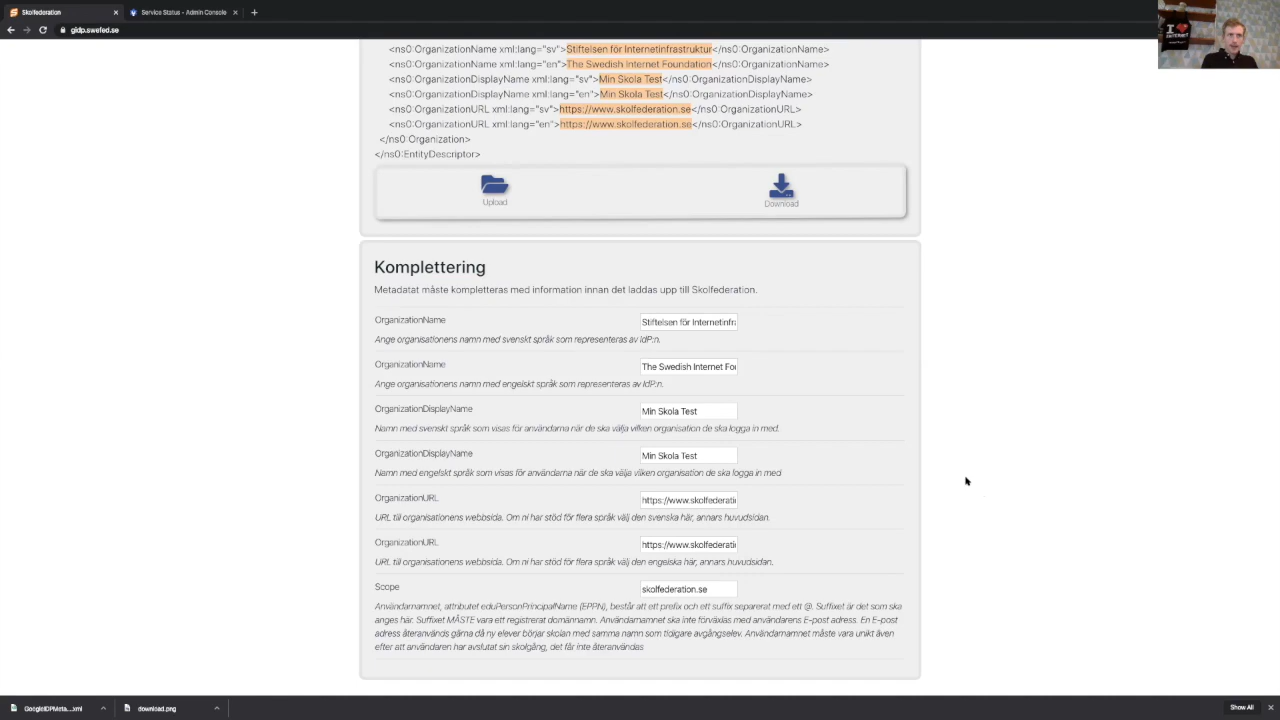 Skolfederation
Service Status - Admin Console
gidp.swefed.se
I
INTERNET
<ns0:OrganizationName xml:lang="sv">Stiftelsen för Internetinfrastruktur</ns0:OrganizationName>
<ns0:OrganizationName xml:lang="en">The Swedish Internet Foundation</ns0:OrganizationName>
<ns0:OrganizationDisplayName xml:lang="sv">Min Skola Test</ns0:OrganizationDisplayName>
<ns0:OrganizationDisplayName xml:lang="en">Min Skola Test</ns0:OrganizationDisplayName>
<ns0:OrganizationURL xml:lang="sv">https://www.skolfederation.se</ns0:OrganizationURL>
<ns0:OrganizationURL xml:lang="en">https://www.skolfederation.se</ns0:OrganizationURL>
</ns0:Organization>
</ns0:EntityDescriptor>
Upload
Download
Komplettering
Metadatat måste kompletteras med information innan det laddas upp till Skolfederation.
OrganizationName
Stiftelsen för Internetinfra
Ange organisationens namn med svenskt språk som representeras av IdP:n.
OrganizationName
The Swedish Internet Fou
Ange organisationens namn med engelskt språk som representeras av IdP:n.
OrganizationDisplayName
Min Skola Test
Namn med svenskt språk som visas för användarna när de ska välja vilken organisation de ska logga in med.
OrganizationDisplayName
Min Skola Test
Namn med engelskt språk som visas för användarna när de ska välja vilken organisation de ska logga in med
OrganizationURL
https://www.skolfederatio
URL till organisationens webbsida. Om ni har stöd för flera språk välj den svenska här, annars huvudsidan.
OrganizationURL
https://www.skolfederatio
URL till organisationens webbsida. Om ni har stöd för flera språk välj den engelska här, annars huvudsidan.
Scope
skolfederation.se
Användarnamnet, attributet eduPersonPrincipalName (EPPN), består att ett prefix och ett suffix separerat med ett @. Suffixet är det som ska
anges här. Suffixet MÅSTE vara ett registrerat domännamn. Användarnamnet ska inte förväxlas med användarens E-post adress. En E-post
adress återanvänds gärna då ny elever börjar skolan med samma namn som tidigare avgångselev. Användarnamnet måste vara unikt även
efter att användaren har avslutat sin skolgång, det får inte återanvändas
GoogleIDPMeta....xml
download.png
Show All